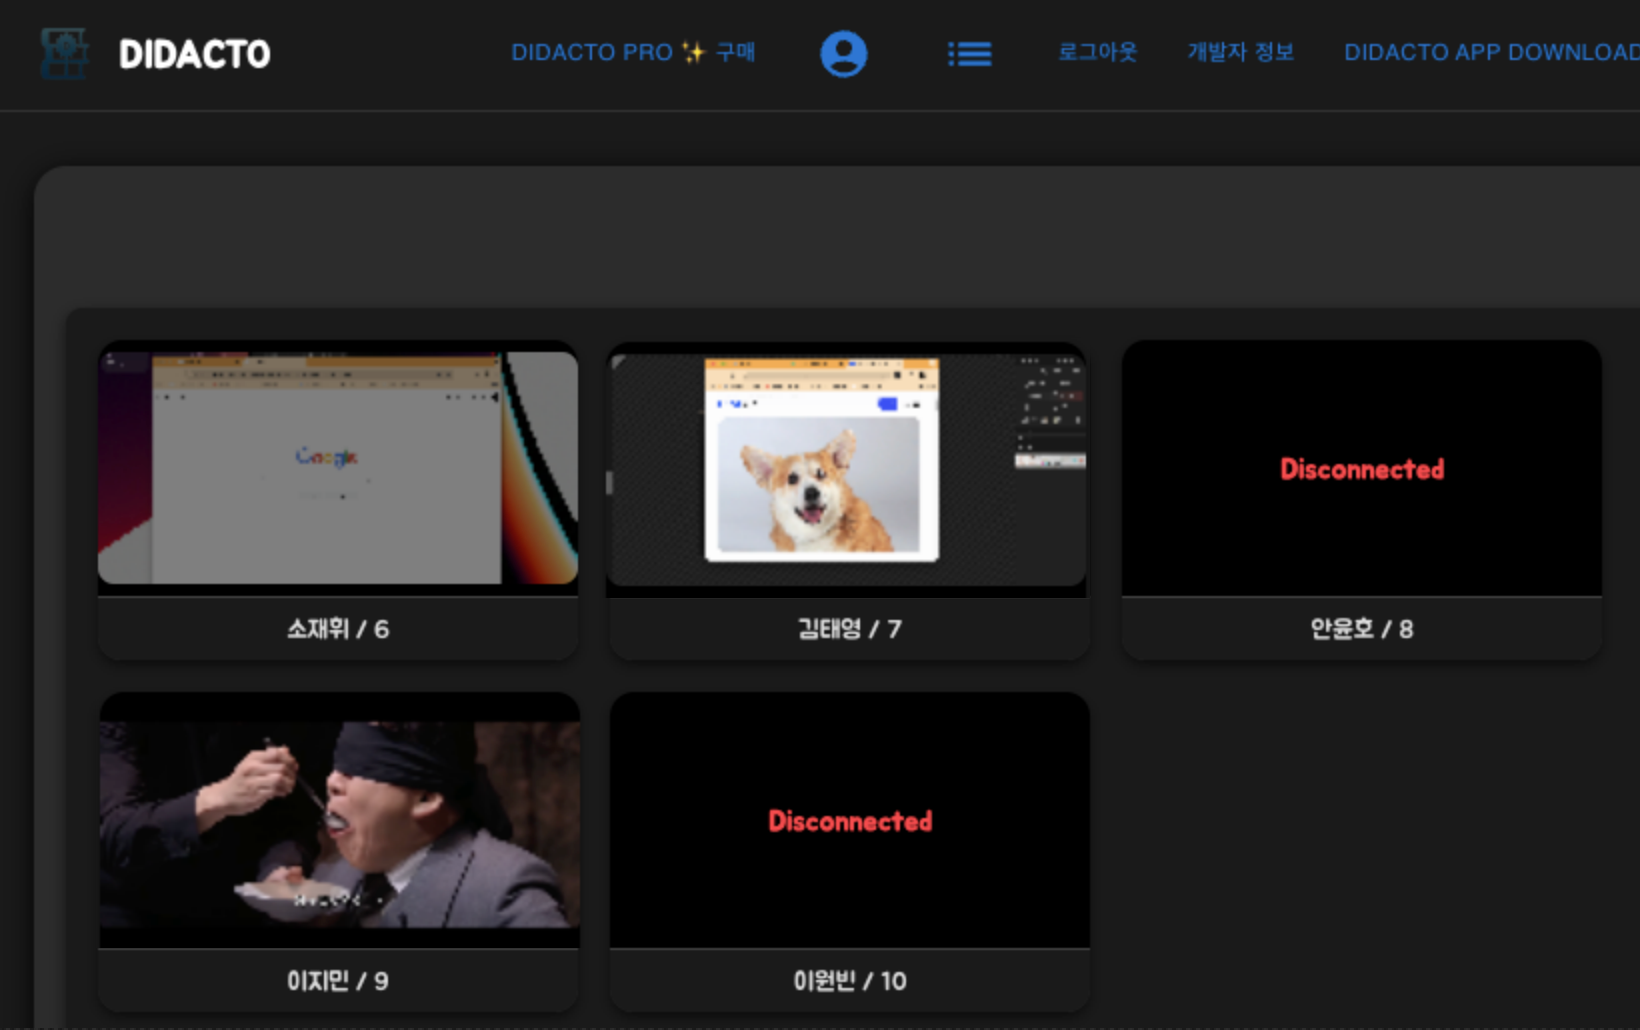 DIDACTO
DIDACTO PRO ✨ 구매
로그아웃
개발자 정보
DIDACTO APP DOWNLOAD
Google
Disconnected
소재휘 / 6
김태영 / 7
안윤호 / 8
Disconnected
이지민 / 9
이원빈 / 10